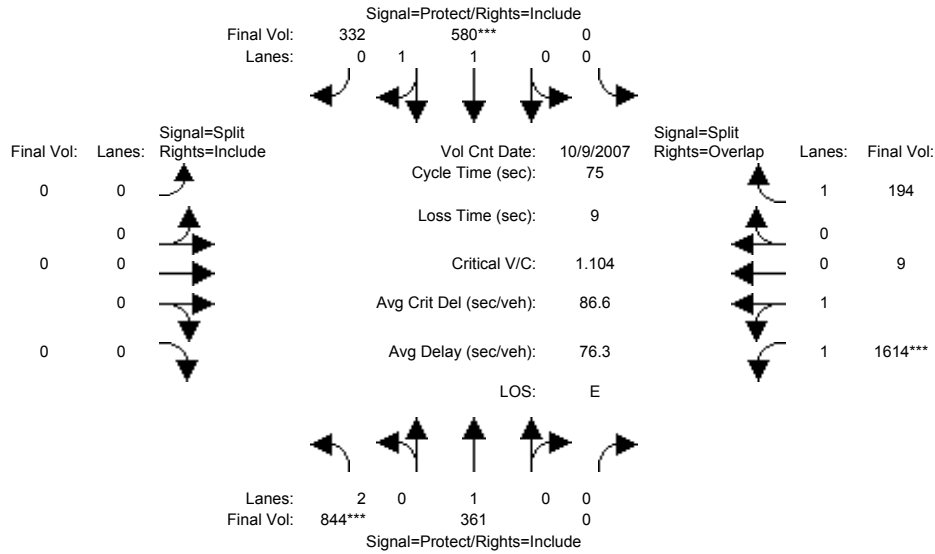 Signal=Protect/Rights=Include
Final Vol: 332 580*** 0
Lanes: 0 1 1 0 0
Signal=Split Signal=Split
Final Vol: Lanes: Rights=Include Vol Cnt Date: 10/9/2007 Rights=Overlap Lanes: Final Vol:
Cycle Time (sec): 75
0 0 1 194
Loss Time (sec): 9
0 0
0 0 Critical V/C: 1.104 0 9
0 Avg Crit Del (sec/veh): 86.6 1
0 0 Avg Delay (sec/veh): 76.3 1 1614***
LOS: E
Lanes: 2 0 1 0 0
Final Vol: 844*** 361 0
Signal=Protect/Rights=Include